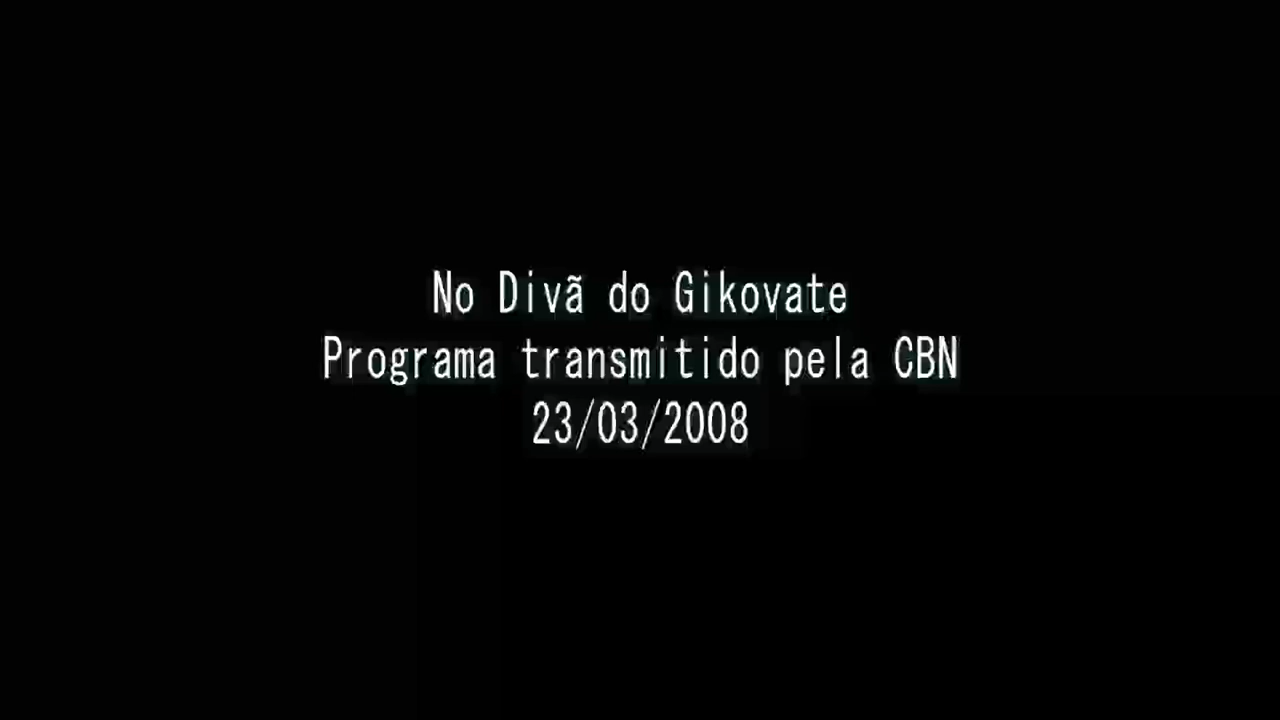 No Divã do Gikovate
Programa transmitido pela CBN
23/03/2008